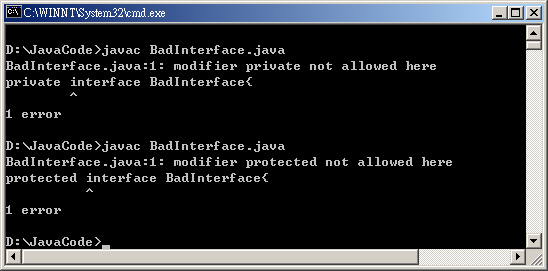 C:\WINNT\System32\cmd.exe
D:\JavaCode>javac BadInterface.java
BadInterface.java:1: modifier private not allowed here
private interface BadInterface{
        ^
1 error
D:\JavaCode>javac BadInterface.java
BadInterface.java:1: modifier protected not allowed here
protected interface BadInterface{
          ^
1 error
D:\JavaCode>_